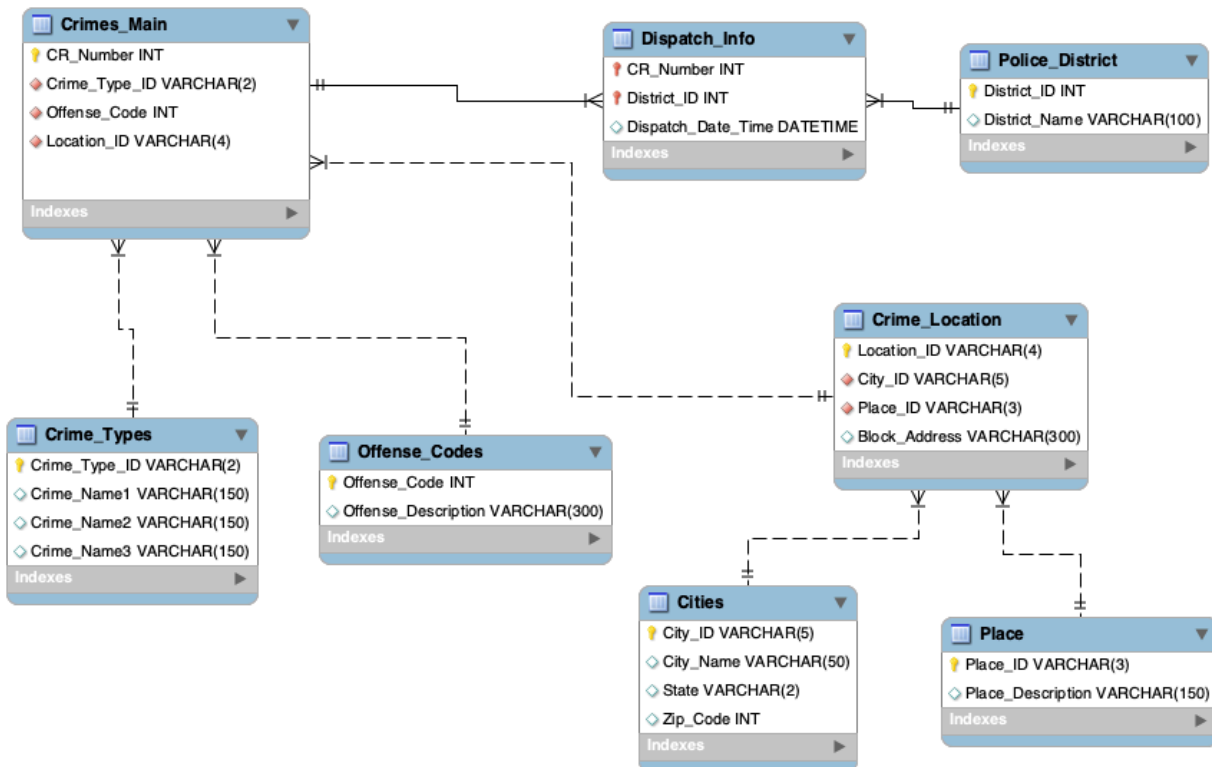 Crimes_Main
CR_Number INT
Crime_Type_ID VARCHAR(2)
Offense_Code INT
Location_ID VARCHAR(4)
Indexes
Dispatch_Info
CR_Number INT
District_ID INT
Dispatch_Date_Time DATETIME
Indexes
Police_District
District_ID INT
District_Name VARCHAR(100)
Indexes
Crime_Location
Location_ID VARCHAR(4)
City_ID VARCHAR(5)
Place_ID VARCHAR(3)
Block_Address VARCHAR(300)
Indexes
Crime_Types
Crime_Type_ID VARCHAR(2)
Crime_Name1 VARCHAR(150)
Crime_Name2 VARCHAR(150)
Crime_Name3 VARCHAR(150)
Indexes
Offense_Codes
Offense_Code INT
Offense_Description VARCHAR(300)
Indexes
Cities
City_ID VARCHAR(5)
City_Name VARCHAR(50)
State VARCHAR(2)
Zip_Code INT
Indexes
Place
Place_ID VARCHAR(3)
Place_Description VARCHAR(150)
Indexes